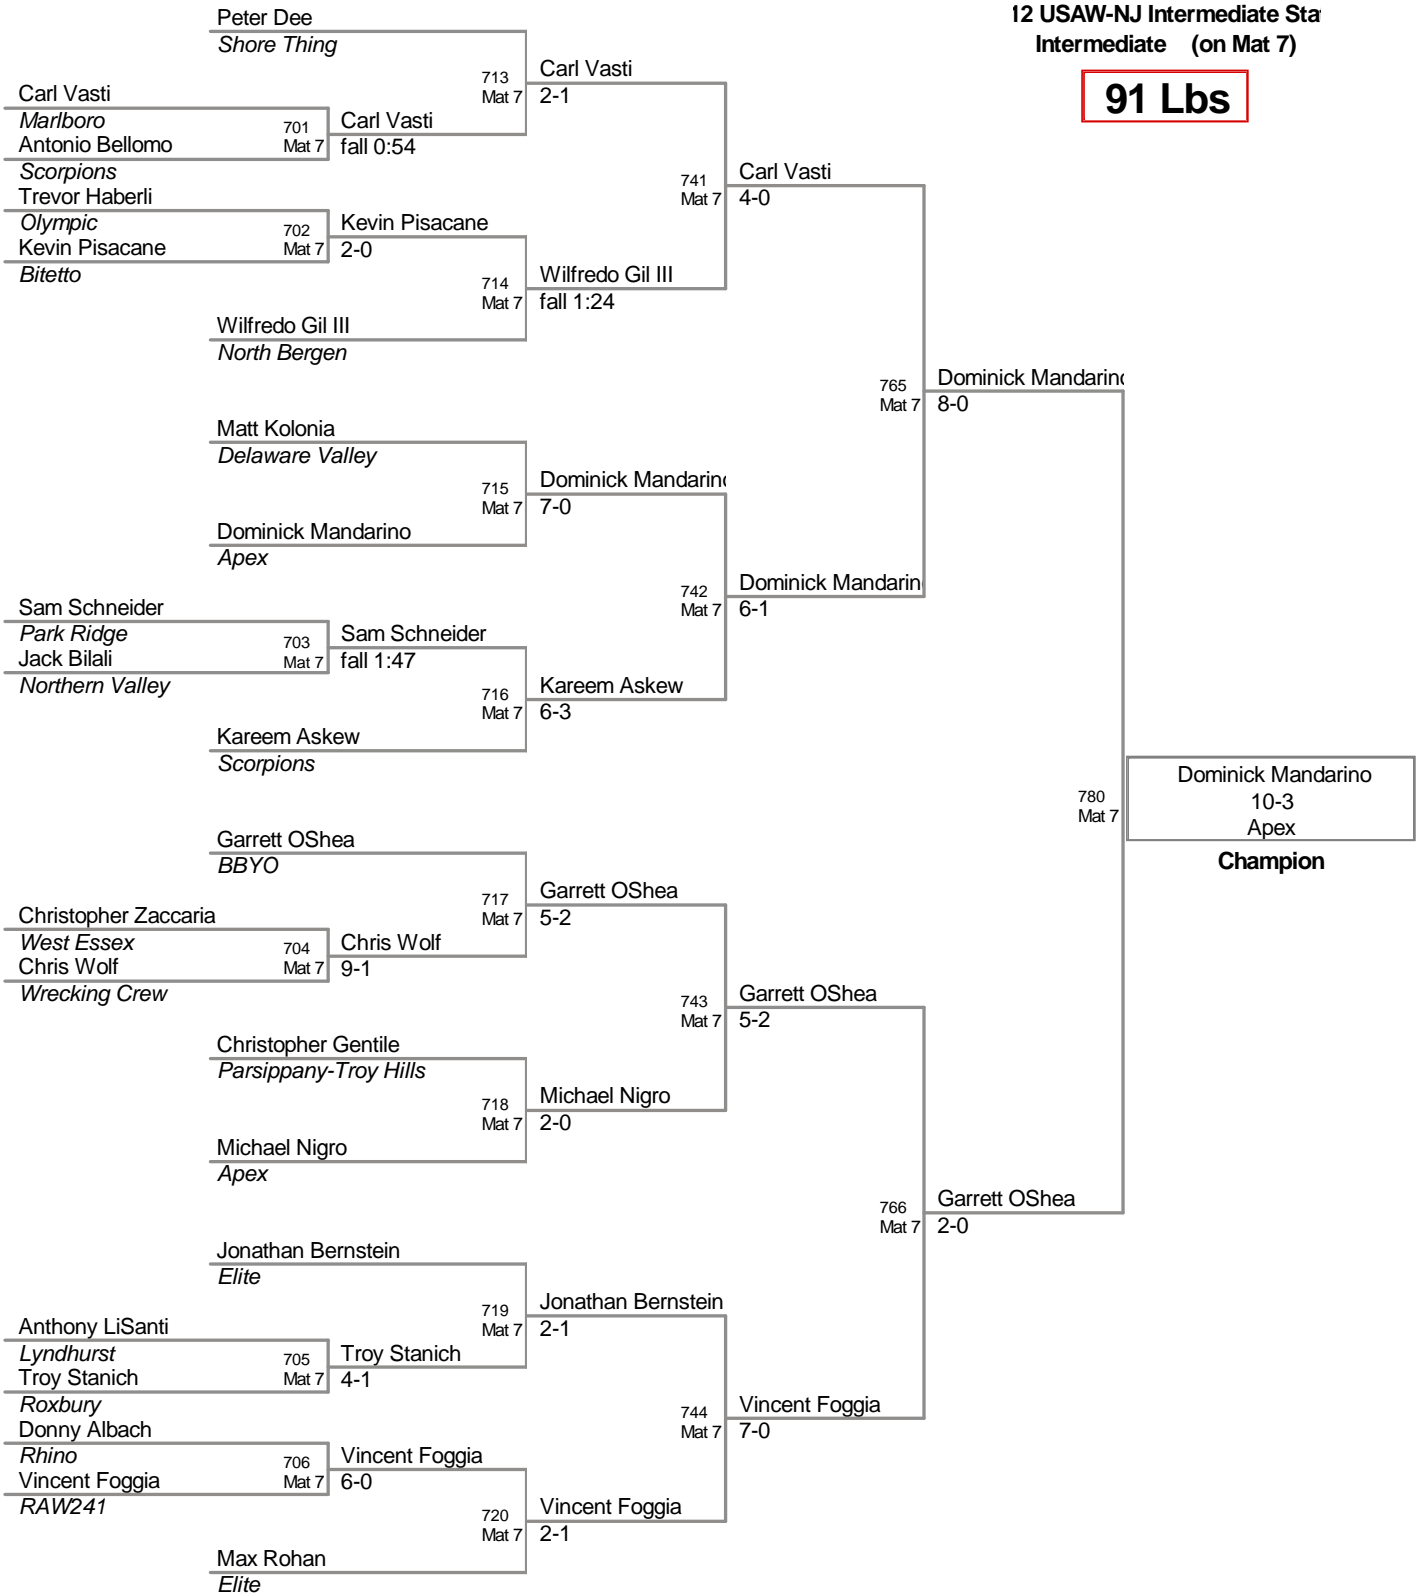 12 USAW-NJ Intermediate Sta
Intermediate (on Mat 7)
91 Lbs
Peter Dee
Shore Thing
713
Mat 7
Carl Vasti
2-1
Carl Vasti
Marlboro
Antonio Bellomo
Scorpions
701
Mat 7
Carl Vasti
fall 0:54
741
Mat 7
Carl Vasti
4-0
Trevor Haberli
Olympic
Kevin Pisacane
Bitetto
702
Mat 7
Kevin Pisacane
2-0
714
Mat 7
Wilfredo Gil III
fall 1:24
Wilfredo Gil III
North Bergen
765
Mat 7
Dominick Mandarino
8-0
Matt Kolonia
Delaware Valley
715
Mat 7
Dominick Mandarino
7-0
Dominick Mandarino
Apex
742
Mat 7
Dominick Mandarin
6-1
Sam Schneider
Park Ridge
Jack Bilali
Northern Valley
703
Mat 7
Sam Schneider
fall 1:47
716
Mat 7
Kareem Askew
6-3
Kareem Askew
Scorpions
780
Mat 7
Dominick Mandarino
10-3
Apex
Champion
Garrett OShea
BBYO
717
Mat 7
Garrett OShea
5-2
Christopher Zaccaria
West Essex
Chris Wolf
Wrecking Crew
704
Mat 7
Chris Wolf
9-1
743
Mat 7
Garrett OShea
5-2
Christopher Gentile
Parsippany-Troy Hills
718
Mat 7
Michael Nigro
2-0
Michael Nigro
Apex
766
Mat 7
Garrett OShea
2-0
Jonathan Bernstein
Elite
719
Mat 7
Jonathan Bernstein
2-1
Anthony LiSanti
Lyndhurst
Troy Stanich
Roxbury
705
Mat 7
Troy Stanich
4-1
744
Mat 7
Vincent Foggia
7-0
Donny Albach
Rhino
Vincent Foggia
RAW241
706
Mat 7
Vincent Foggia
6-0
720
Mat 7
Vincent Foggia
2-1
Max Rohan
Elite